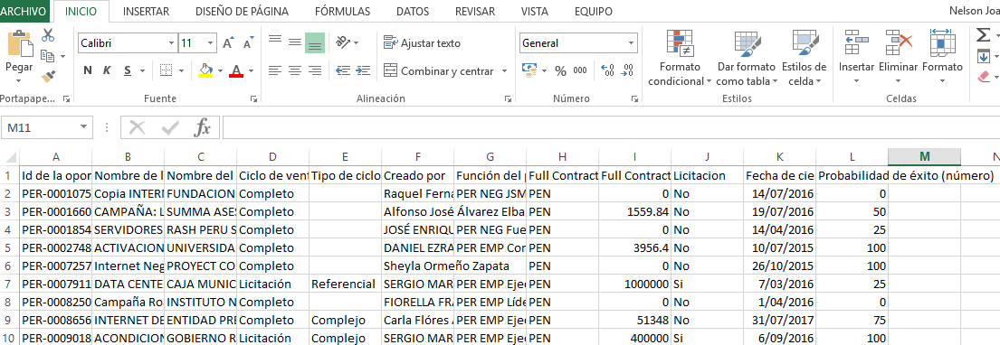 ARCHIVO INICIO INSERTAR DISEÑO DE PÁGINA FÓRMULAS DATOS REVISAR VISTA EQUIPO Nelson Joa
Pegar
Calibri 11
N K S
A A
A
Ajustar texto
Combinar y centrar
General
% 000
Formato condicional
Dar formato como tabla
Estilos de celda
Insertar Eliminar Formato
Portapape... Fuente Alineación Número Estilos Celdas
M11 fx
A B C D E F G H I J K L M N
1 Id de la opor Nombre de l Nombre del Ciclo de vent Tipo de ciclo Creado por Función del p Full Contract Full Contract Licitacion Fecha de cie Probabilidad de éxito (número)
2 PER-0001075 Copia INTERN FUNDACION Completo Raquel Ferna PER NEG JSM PEN 0 No 14/07/2016 0
3 PER-0001660 CAMPAÑA: L SUMMA ASES Completo Alfonso José Álvarez Elba PEN 1559.84 No 19/07/2016 50
4 PER-0001854 SERVIDORES RASH PERU S Completo JOSÉ ENRIQU PER NEG Fue PEN 0 No 14/04/2016 25
5 PER-0002748 ACTIVACION UNIVERSIDA Completo DANIEL EZRA PER EMP Cor PEN 3956.4 No 10/07/2015 100
6 PER-0007257 Internet Neg PROYECT CO Completo Sheyla Ormeño Zapata PEN 0 No 26/10/2015 100
7 PER-0007911 DATA CENTE CAJA MUNIC Licitación Referencial SERGIO MAR PER EMP Ejec PEN 1000000 Si 7/03/2016 25
8 PER-0008250 Campaña Ro INSTITUTO N Completo FIORELLA FRA PER EMP Líde PEN 0 No 1/04/2016 0
9 PER-0008656 INTERNET DE ENTIDAD PRE Completo Complejo Carla Flóres A PER EMP Ejec PEN 51348 No 31/07/2017 75
10 PER-0009018 ACONDICION GOBIERNO R Licitación Complejo SERGIO MAR PER EMP Ejec PEN 400000 Si 6/09/2016 100